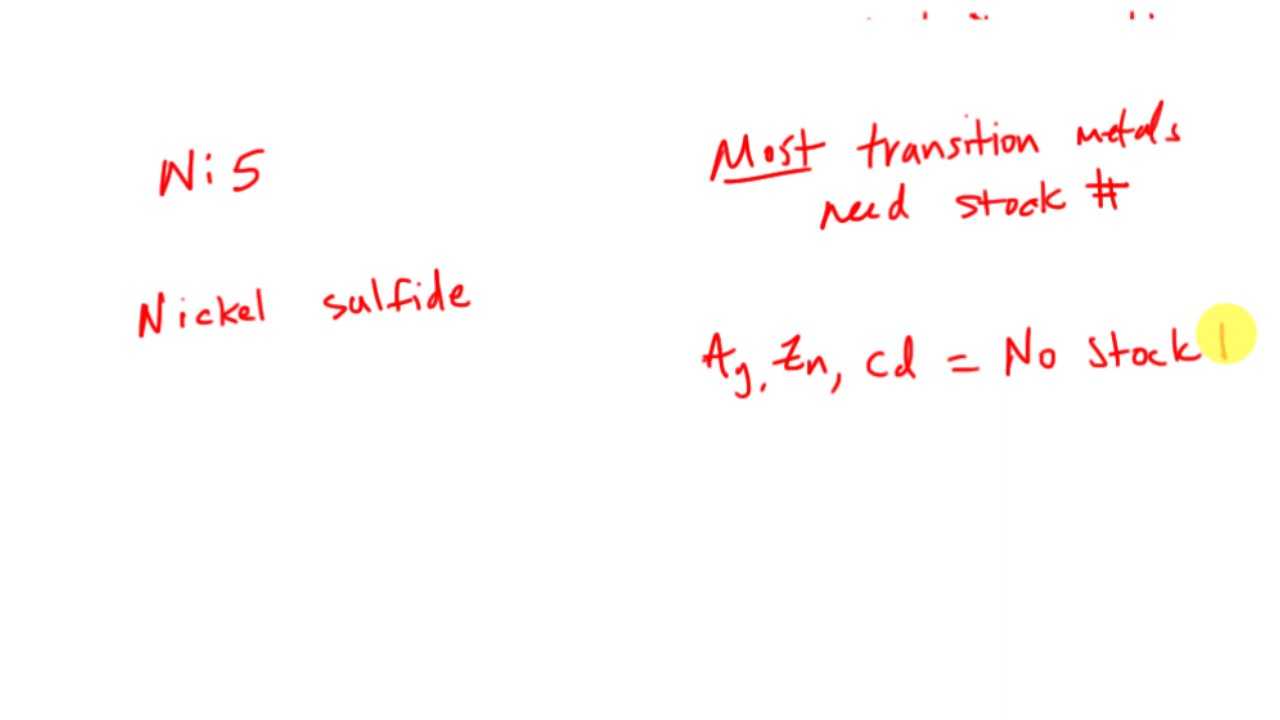 NiS
Nickel sulfide
Most transition metals
need stock #
Ag, Zn, Cd = No stock